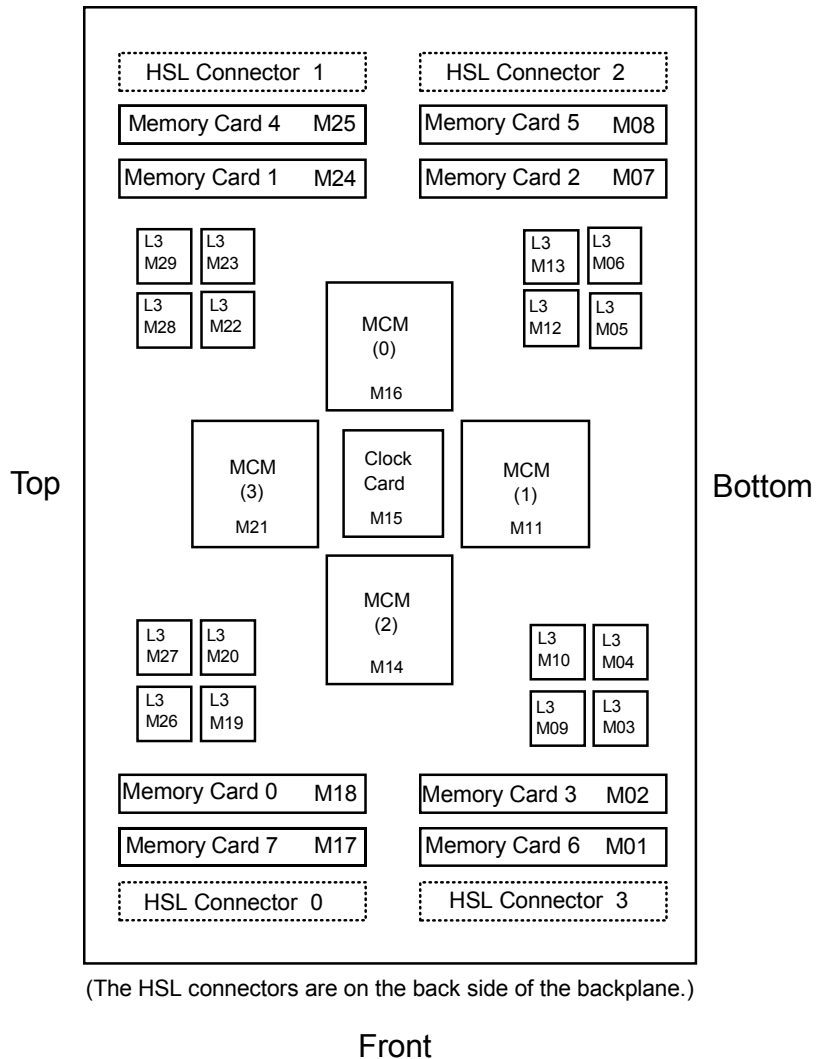 HSL Connector 1
HSL Connector 2
Memory Card 4 M25
Memory Card 5 M08
Memory Card 1 M24
Memory Card 2 M07
L3
M29
L3
M23
L3
M13
L3
M06
L3
M28
L3
M22
L3
M12
L3
M05
MCM
(0)
M16
Top
MCM
(3)
M21
Clock
Card
M15
MCM
(1)
M11
Bottom
MCM
(2)
M14
L3
M27
L3
M20
L3
M10
L3
M04
L3
M26
L3
M19
L3
M09
L3
M03
Memory Card 0 M18
Memory Card 3 M02
Memory Card 7 M17
Memory Card 6 M01
HSL Connector 0
HSL Connector 3
(The HSL connectors are on the back side of the backplane.)
Front